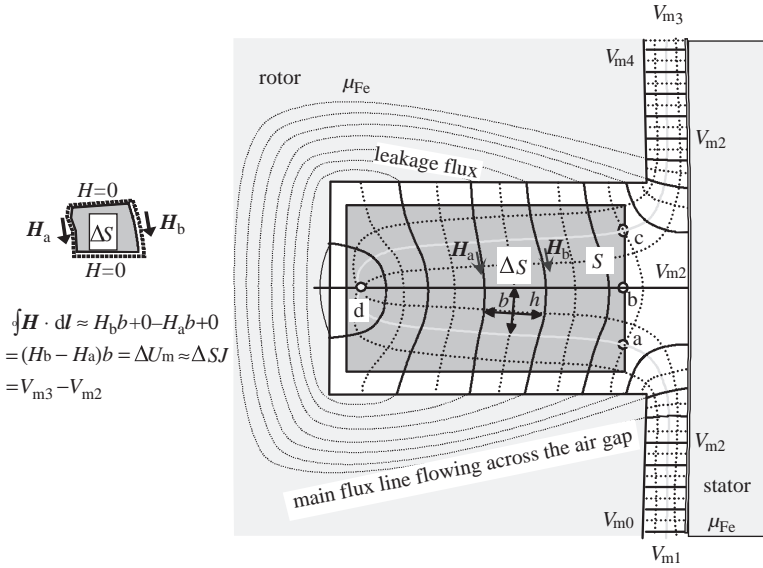 V_m3
V_m4
rotor
μ_Fe
V_m2
leakage flux
H=0
H_a ΔS H_b
H=0
H_a ΔS H_b S c
V_m2
d b h b
a
∮H · dl ≈ H_b b+0–H_a b+0
=(H_b – H_a)b = ΔU_m ≈ ΔSJ
=V_m3 – V_m2
main flux line flowing across the air gap
V_m2
stator
V_m0 μ_Fe
V_m1